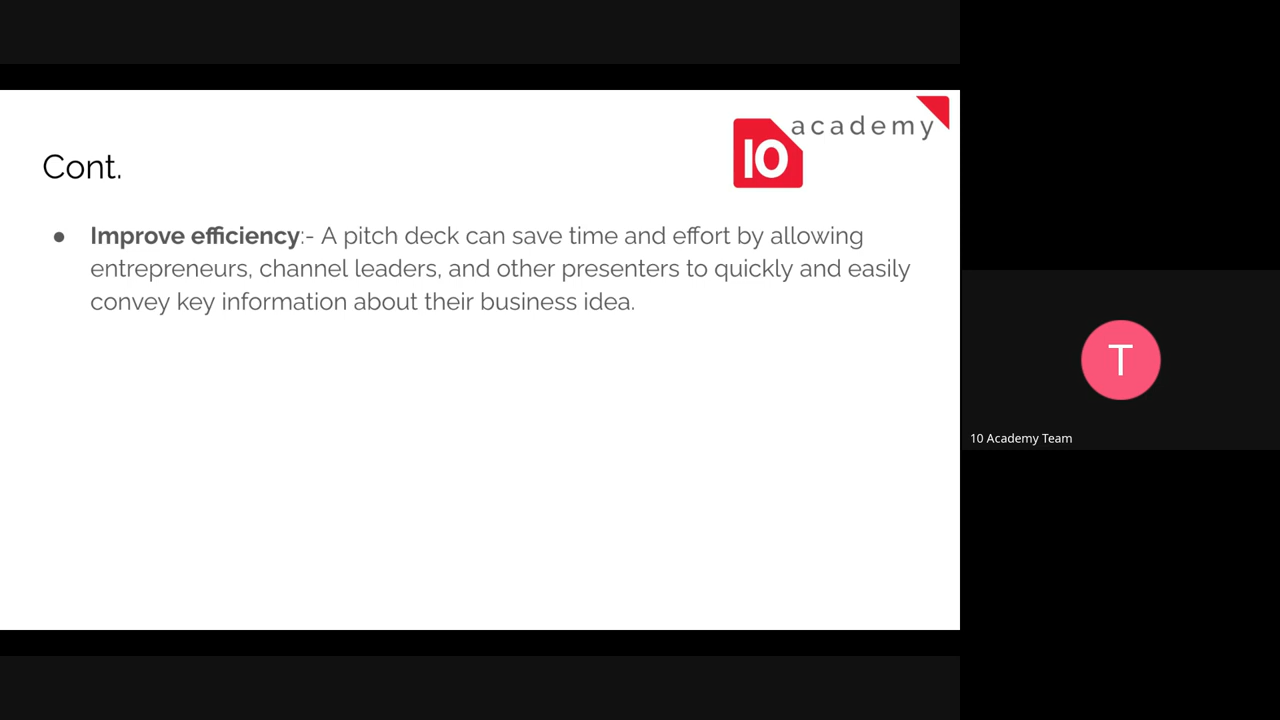 academy
10
Cont.
● Improve efficiency:- A pitch deck can save time and effort by allowing
entrepreneurs, channel leaders, and other presenters to quickly and easily
convey key information about their business idea.
T
10 Academy Team